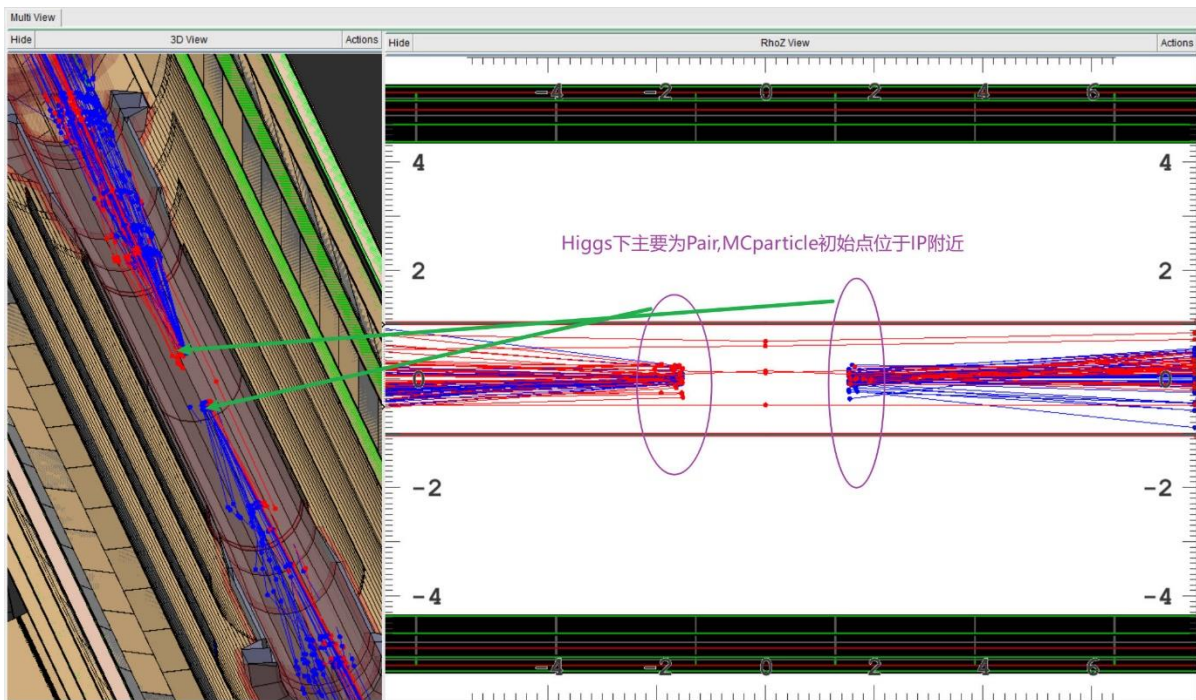 Multi View
Hide 3D View Actions
Hide RhoZ View Actions
-4 -2 0 2 4 6
4 4
Higgs下主要为Pair,MCparticle初始点位于IP附近
2 2
0 0
-2 -2
-4 -4
-4 -2 0 2 4 6